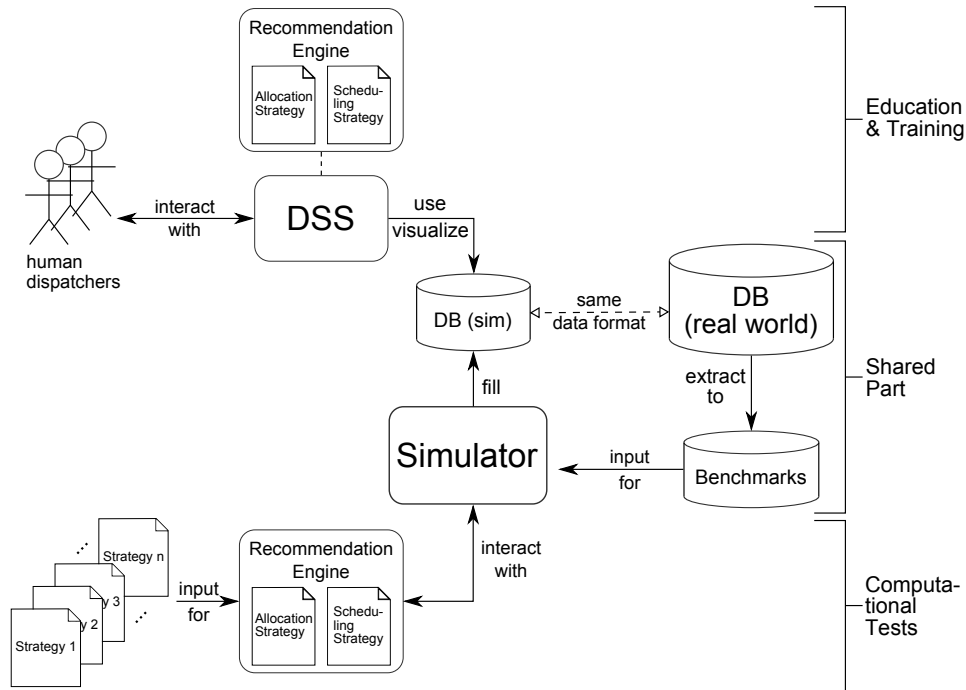 Recommendation
Engine
Allocation
Strategy
Schedu-
ling
Strategy
Education
& Training
interact
with
DSS
use
visualize
human
dispatchers
DB (sim)
same
data format
DB
(real world)
Shared
Part
fill
extract
to
Simulator
input
for
Benchmarks
Strategy n
y 3
y 2
Strategy 1
input
for
Recommendation
Engine
Allocation
Strategy
Schedu-
ling
Strategy
interact
with
Computa-
tional
Tests